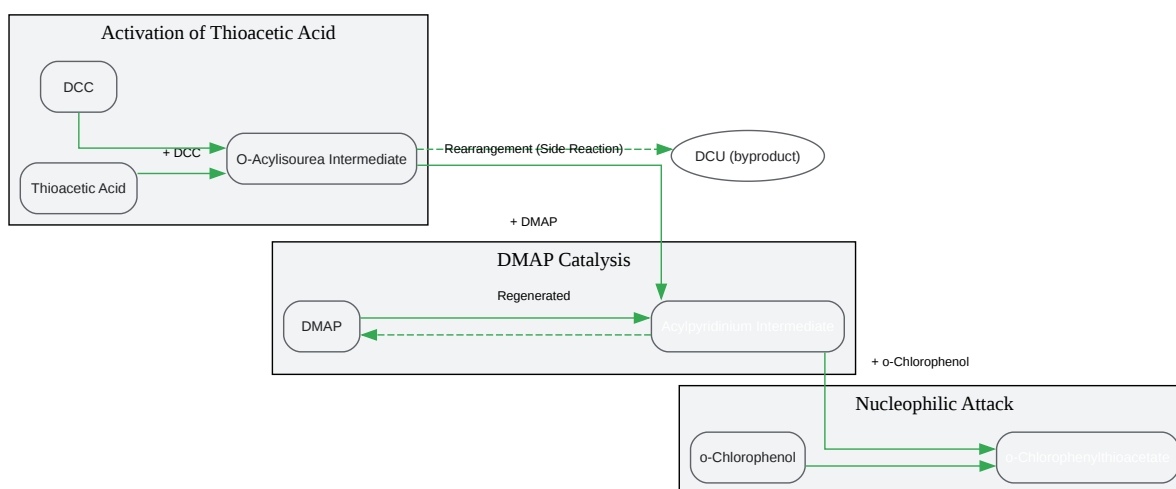 Activation of Thioacetic Acid
DCC
+ DCC
O-Acylisourea Intermediate
Rearrangement (Side Reaction)
DCU (byproduct)
Thioacetic Acid
+ DMAP
DMAP Catalysis
Regenerated
DMAP
Acylpyridinium Intermediate
+ o-Chlorophenol
Nucleophilic Attack
o-Chlorophenol
o-Chlorophenylthioacetate